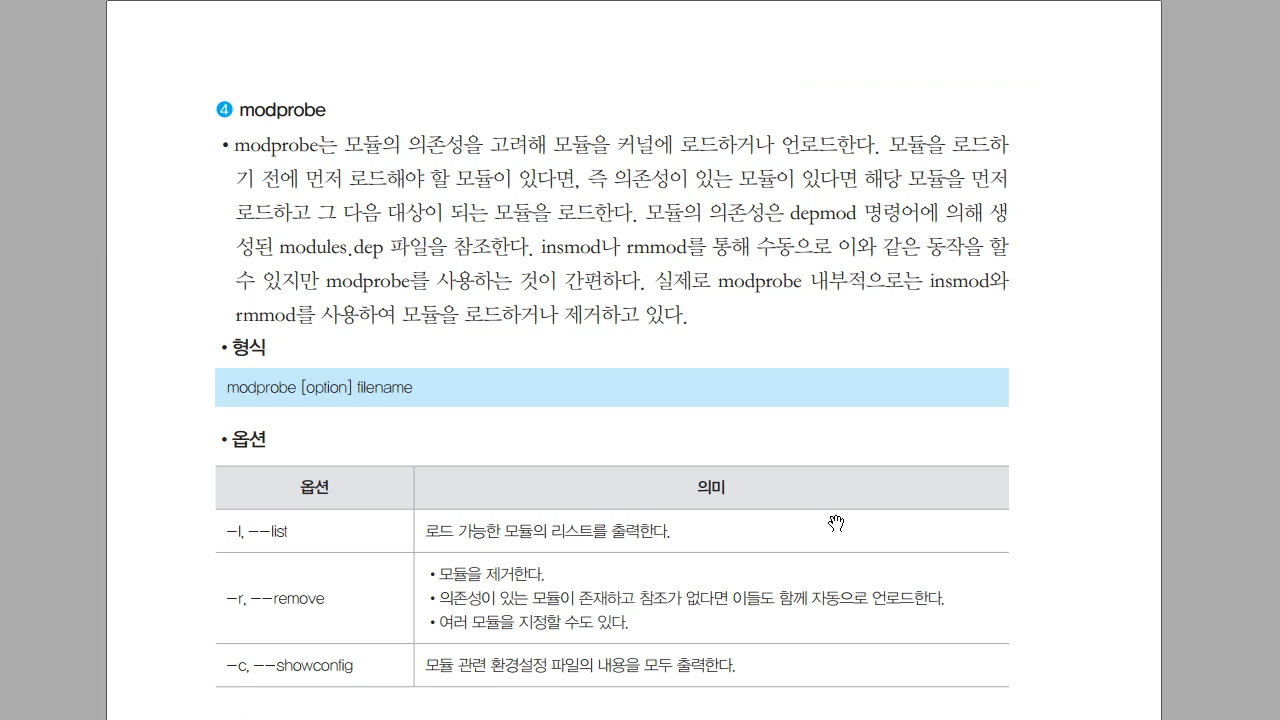 ④ modprobe
• modprobe는 모듈의 의존성을 고려해 모듈을 커널에 로드하거나 언로드한다. 모듈을 로드하
기 전에 먼저 로드해야 할 모듈이 있다면, 즉 의존성이 있는 모듈이 있다면 해당 모듈을 먼저
로드하고 그 다음 대상이 되는 모듈을 로드한다. 모듈의 의존성은 depmod 명령어에 의해 생
성된 modules.dep 파일을 참조한다. insmod나 rmmod를 통해 수동으로 이와 같은 동작을 할
수 있지만 modprobe를 사용하는 것이 간편하다. 실제로 modprobe 내부적으로는 insmod와
rmmod를 사용하여 모듈을 로드하거나 제거하고 있다.
• 형식
modprobe [option] filename
• 옵션
옵션 의미
-l, --list 로드 가능한 모듈의 리스트를 출력한다.
• 모듈을 제거한다.
-r, --remove • 의존성이 있는 모듈이 존재하고 참조가 없다면 이들도 함께 자동으로 언로드한다.
• 여러 모듈을 지정할 수도 있다.
-c, --showconfig 모듈 관련 환경설정 파일의 내용을 모두 출력한다.